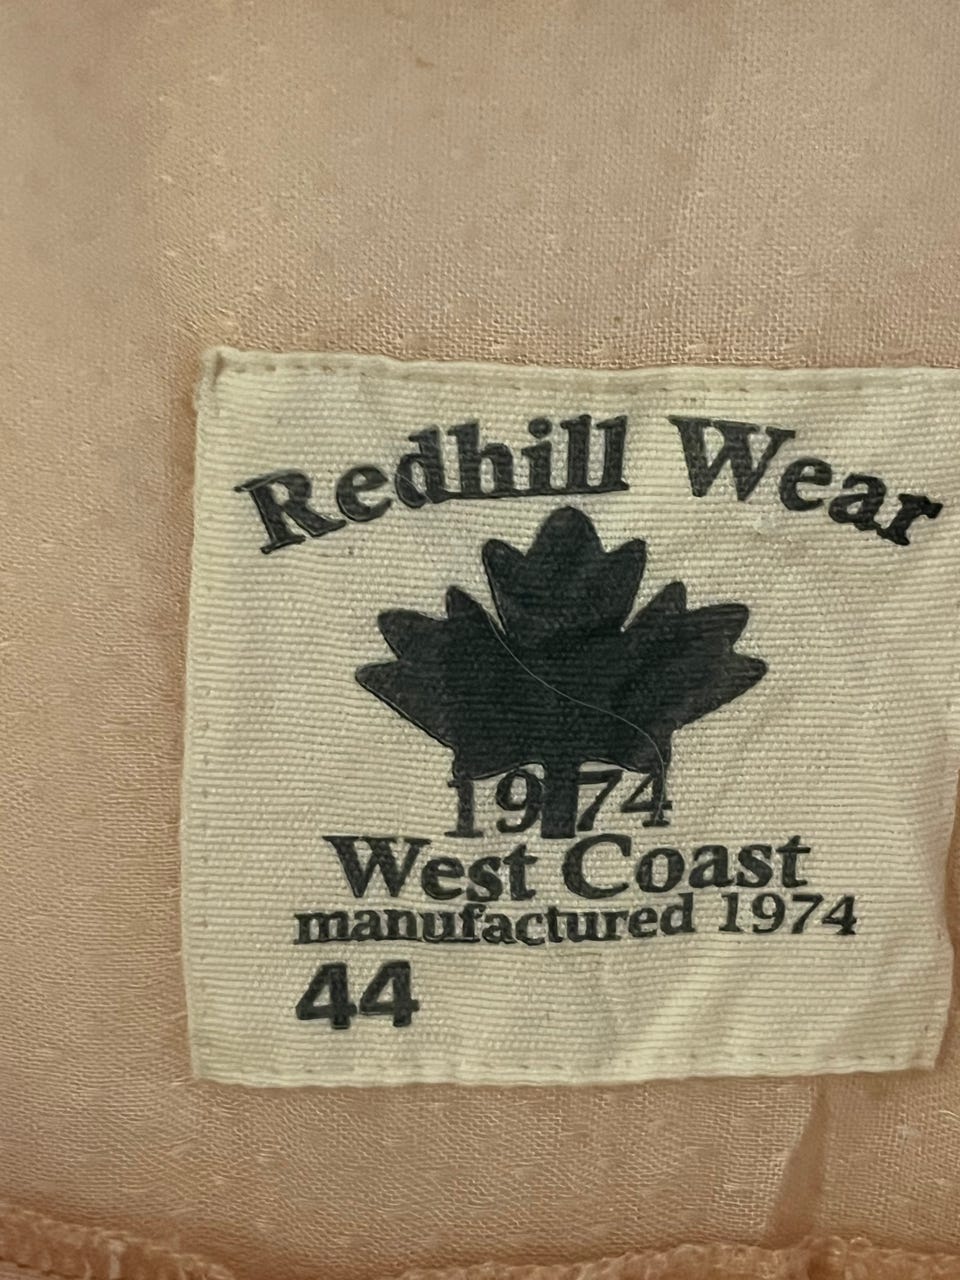 Redhill Wear
1974
West Coast
manufactured 1974
44